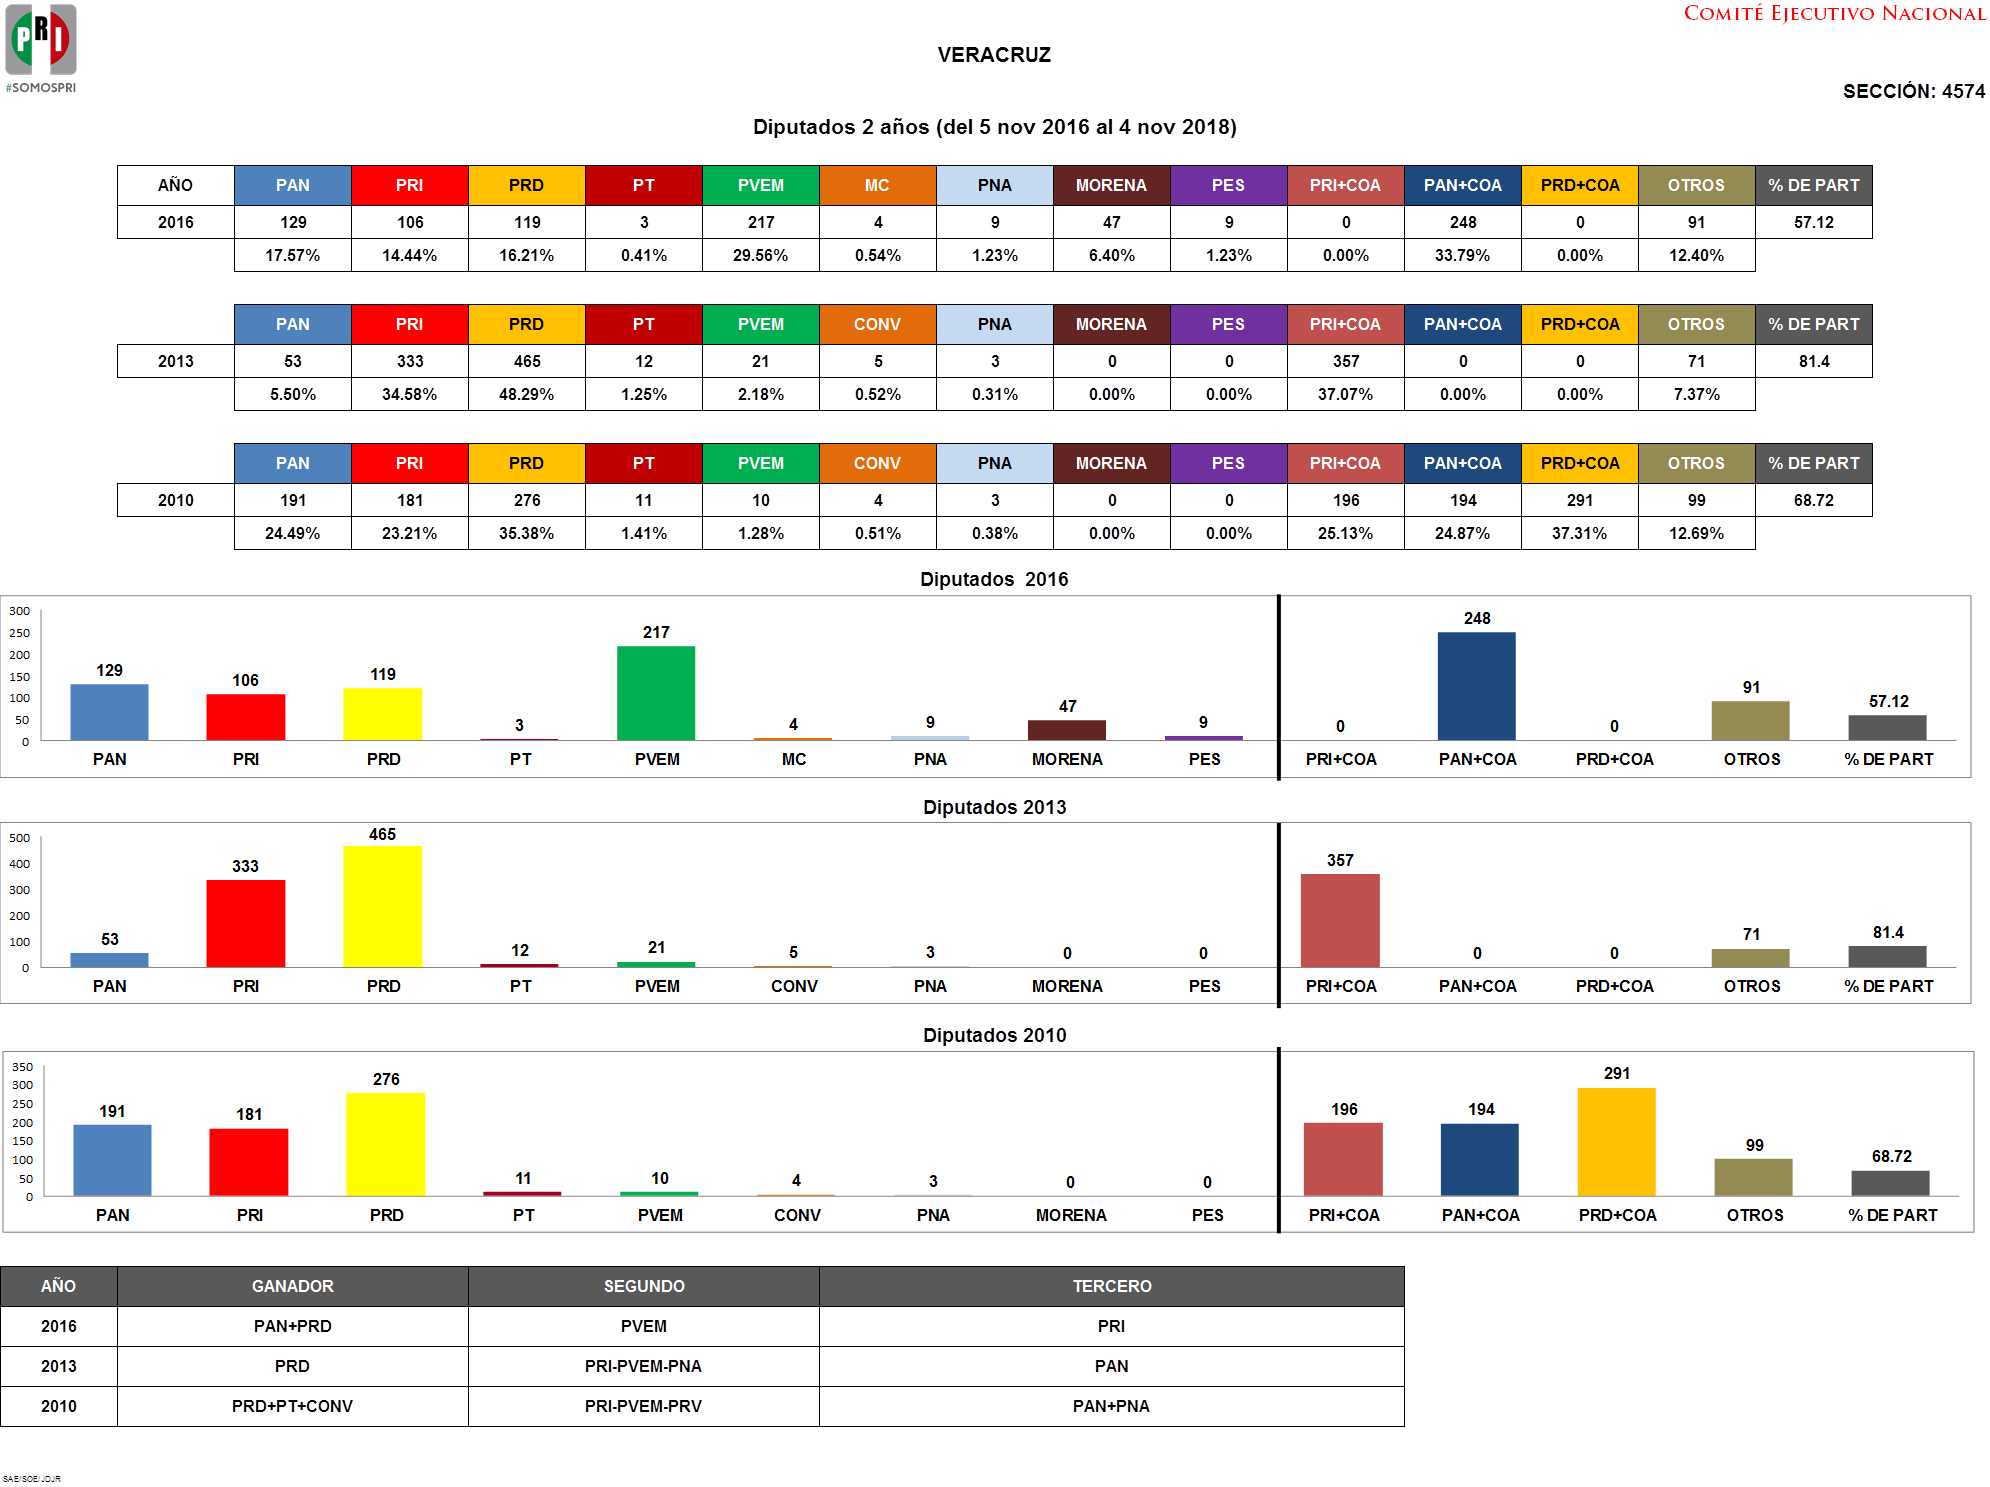 PRI
#SOMOSPRI
COMITÉ EJECUTIVO NACIONAL
VERACRUZ
SECCIÓN: 4574
Diputados 2 años (del 5 nov 2016 al 4 nov 2018)
AÑO PAN PRI PRD PT PVEM MC PNA MORENA PES PRI+COA PAN+COA PRD+COA OTROS % DE PART
2016 129 106 119 3 217 4 9 47 9 0 248 0 91 57.12
17.57% 14.44% 16.21% 0.41% 29.56% 0.54% 1.23% 6.40% 1.23% 0.00% 33.79% 0.00% 12.40%
PAN PRI PRD PT PVEM CONV PNA MORENA PES PRI+COA PAN+COA PRD+COA OTROS % DE PART
2013 53 333 465 12 21 5 3 0 0 357 0 0 71 81.4
5.50% 34.58% 48.29% 1.25% 2.18% 0.52% 0.31% 0.00% 0.00% 37.07% 0.00% 0.00% 7.37%
PAN PRI PRD PT PVEM CONV PNA MORENA PES PRI+COA PAN+COA PRD+COA OTROS % DE PART
2010 191 181 276 11 10 4 3 0 0 196 194 291 99 68.72
24.49% 23.21% 35.38% 1.41% 1.28% 0.51% 0.38% 0.00% 0.00% 25.13% 24.87% 37.31% 12.69%
Diputados 2016
300
250
200
150
100
50
0
129 106 119 3 217 4 9 47 9 0 248 0 91 57.12
PAN PRI PRD PT PVEM MC PNA MORENA PES PRI+COA PAN+COA PRD+COA OTROS % DE PART
Diputados 2013
500
400
300
200
100
0
53 333 465 12 21 5 3 0 0 357 0 0 71 81.4
PAN PRI PRD PT PVEM CONV PNA MORENA PES PRI+COA PAN+COA PRD+COA OTROS % DE PART
Diputados 2010
350
300
250
200
150
100
50
0
191 181 276 11 10 4 3 0 0 196 194 291 99 68.72
PAN PRI PRD PT PVEM CONV PNA MORENA PES PRI+COA PAN+COA PRD+COA OTROS % DE PART
AÑO GANADOR SEGUNDO TERCERO
2016 PAN+PRD PVEM PRI
2013 PRD PRI-PVEM-PNA PAN
2010 PRD+PT+CONV PRI-PVEM-PRV PAN+PNA
SAE/SOE/JDJR